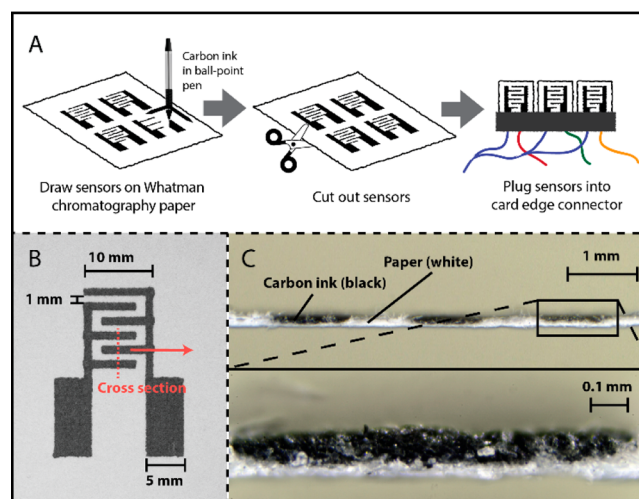 A
Carbon ink
in ball-point
pen
Draw sensors on Whatman
chromatography paper
Cut out sensors
Plug sensors into
card edge connector
B
10 mm
1 mm
Cross section
5 mm
C
1 mm
Paper (white)
Carbon ink (black)
0.1 mm